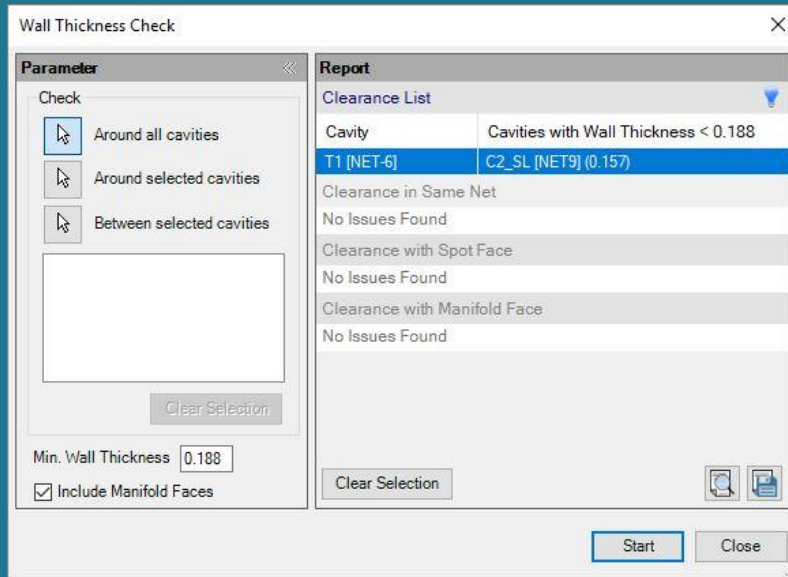 Wall Thickness Check
Parameter
Check
Around all cavities
Around selected cavities
Between selected cavities
Clear Selection
Min. Wall Thickness 0.188
Include Manifold Faces
Report
Clearance List
Cavity Cavities with Wall Thickness < 0.188
T1 [NET-6] C2_SL [NET9] (0.157)
Clearance in Same Net
No Issues Found
Clearance with Spot Face
No Issues Found
Clearance with Manifold Face
No Issues Found
Clear Selection
Start Close